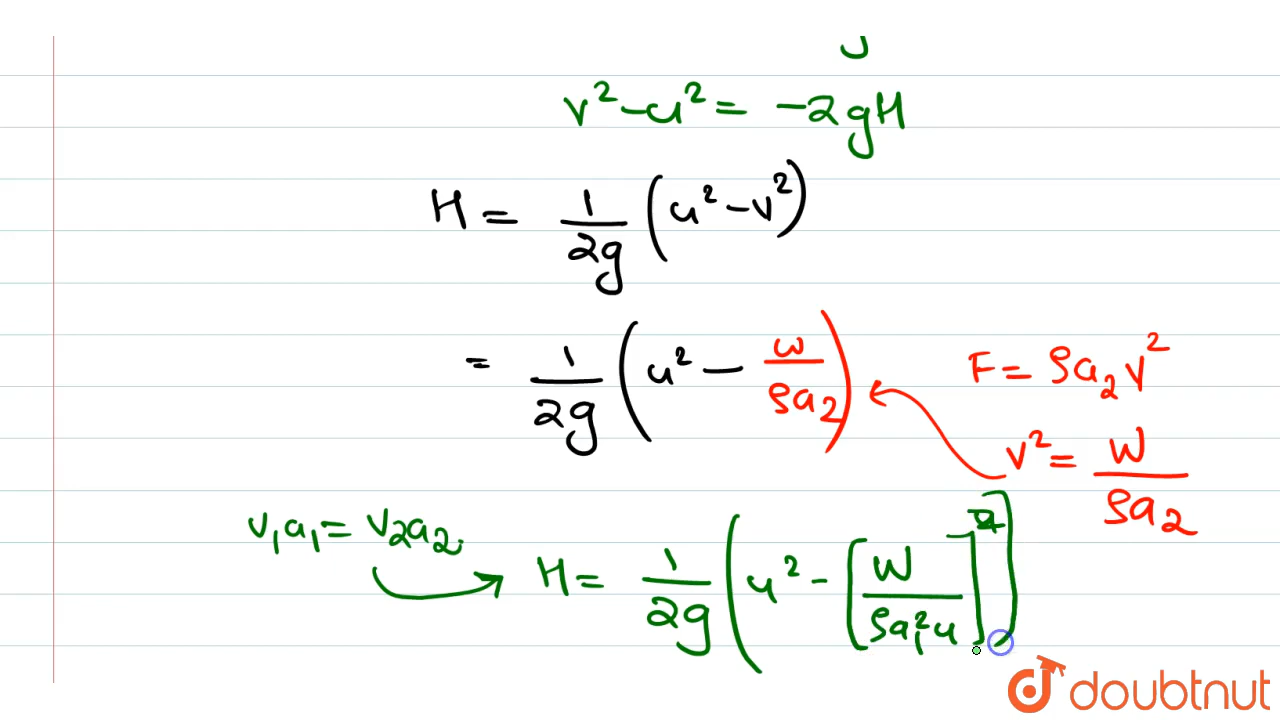 v² - u² = -2gH
H = 1/2g (u² - v²)
= 1/2g (u² - w/ρa₂)
F = ρa₂v²
v² = W/ρa₂
v₁a₁ = v₂a₂
H = 1/2g (u² - [W/ρa₁²u]²)
doubtnut